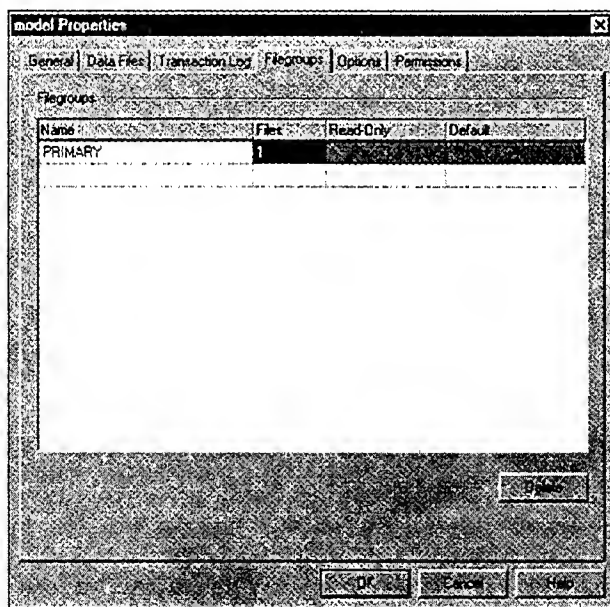 model Properties
General Data Files Transaction Log Filegroups Options Permissions
Filegroups
Name Files Read-Only Default
PRIMARY 1
Delete
OK Cancel Help